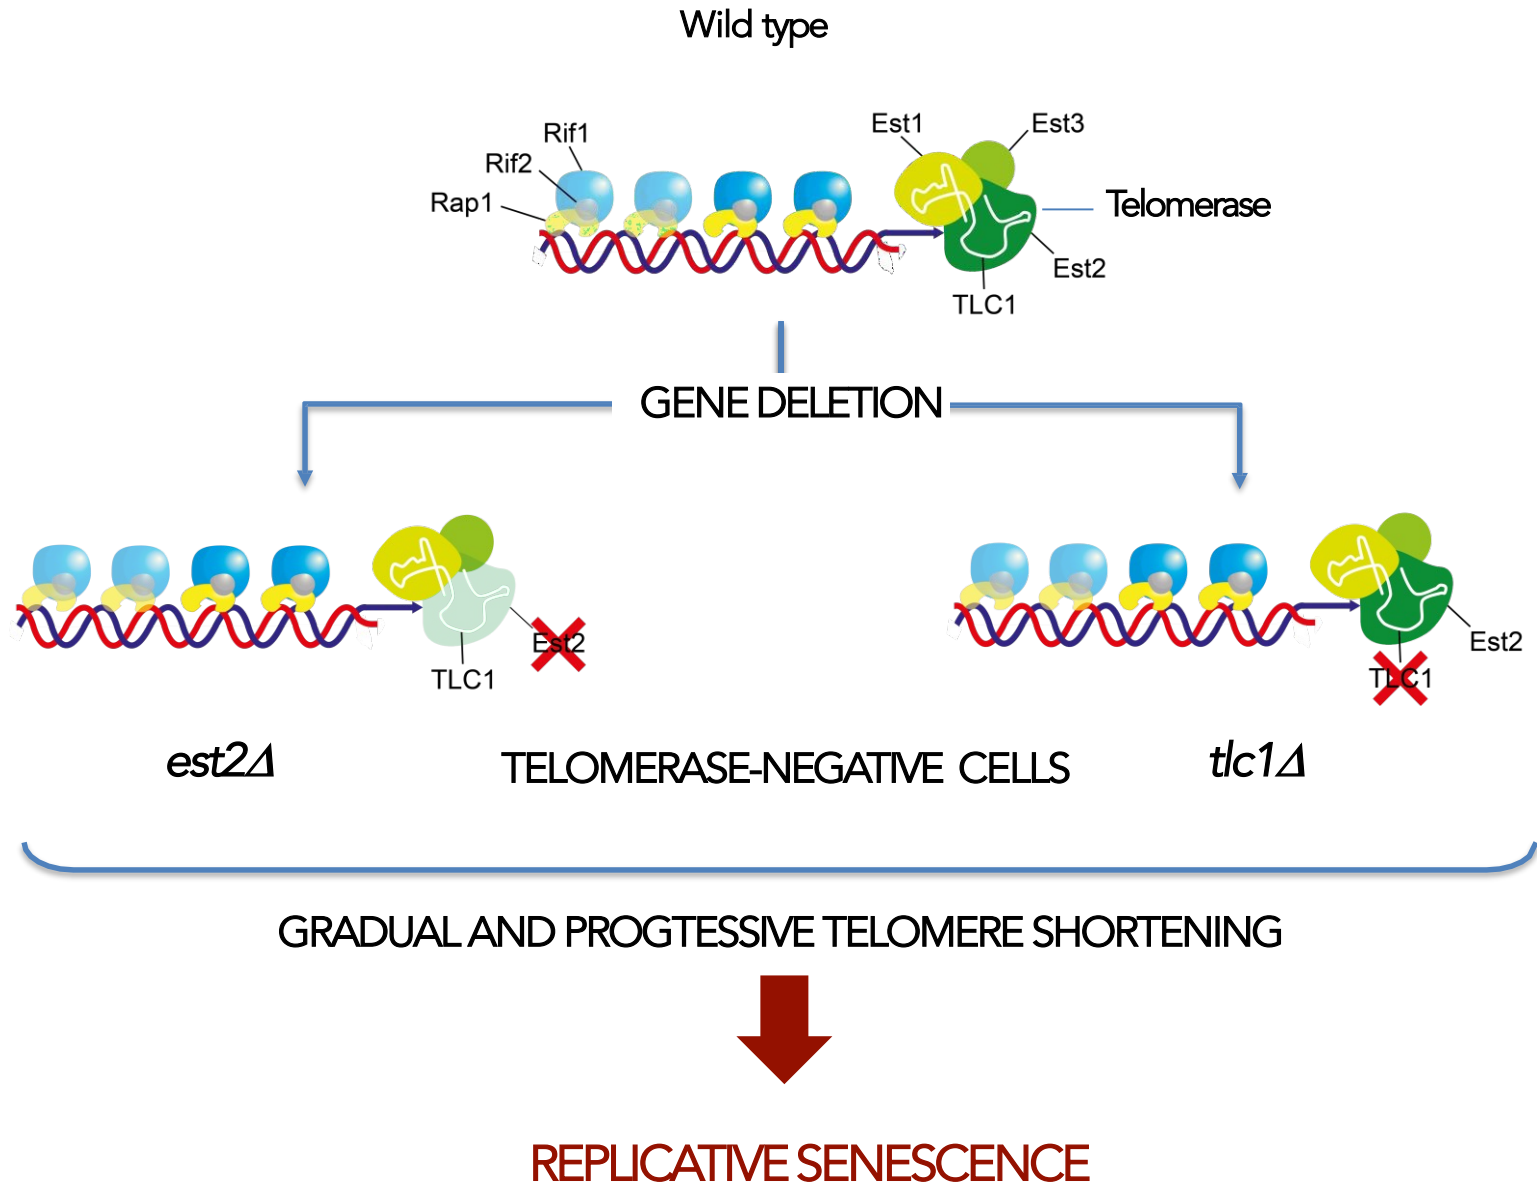 Wild type
Est1
Est3
Rif1
Rif2
Rap1
Telomerase
Est2
TLC1
GENE DELETION
Est2
TLC1
Est2
TLC1
est2Δ
TELOMERASE-NEGATIVE CELLS
tlc1Δ
GRADUAL AND PROGTESSIVE TELOMERE SHORTENING
REPLICATIVE SENESCENCE